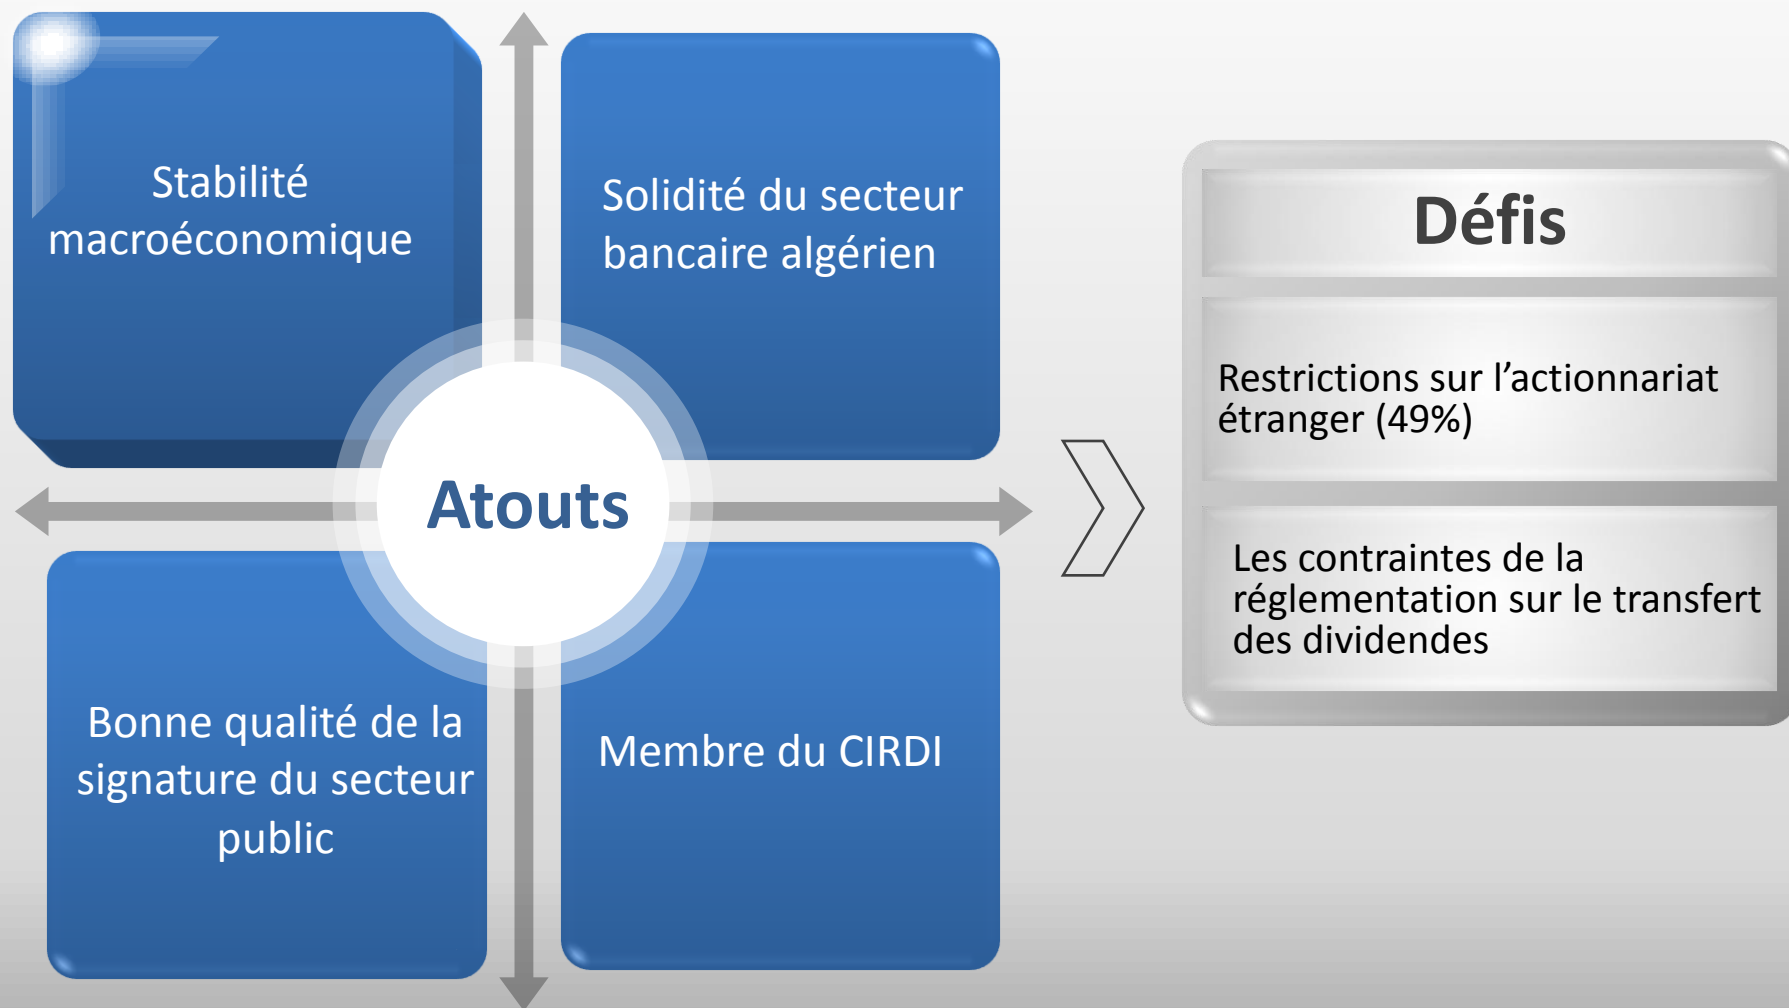 Stabilité
macroéconomique
Solidité du secteur
bancaire algérien
Atouts
Bonne qualité de la
signature du secteur
public
Membre du CIRDI
Défis
Restrictions sur l’actionnariat
étranger (49%)
Les contraintes de la
réglementation sur le transfert
des dividendes